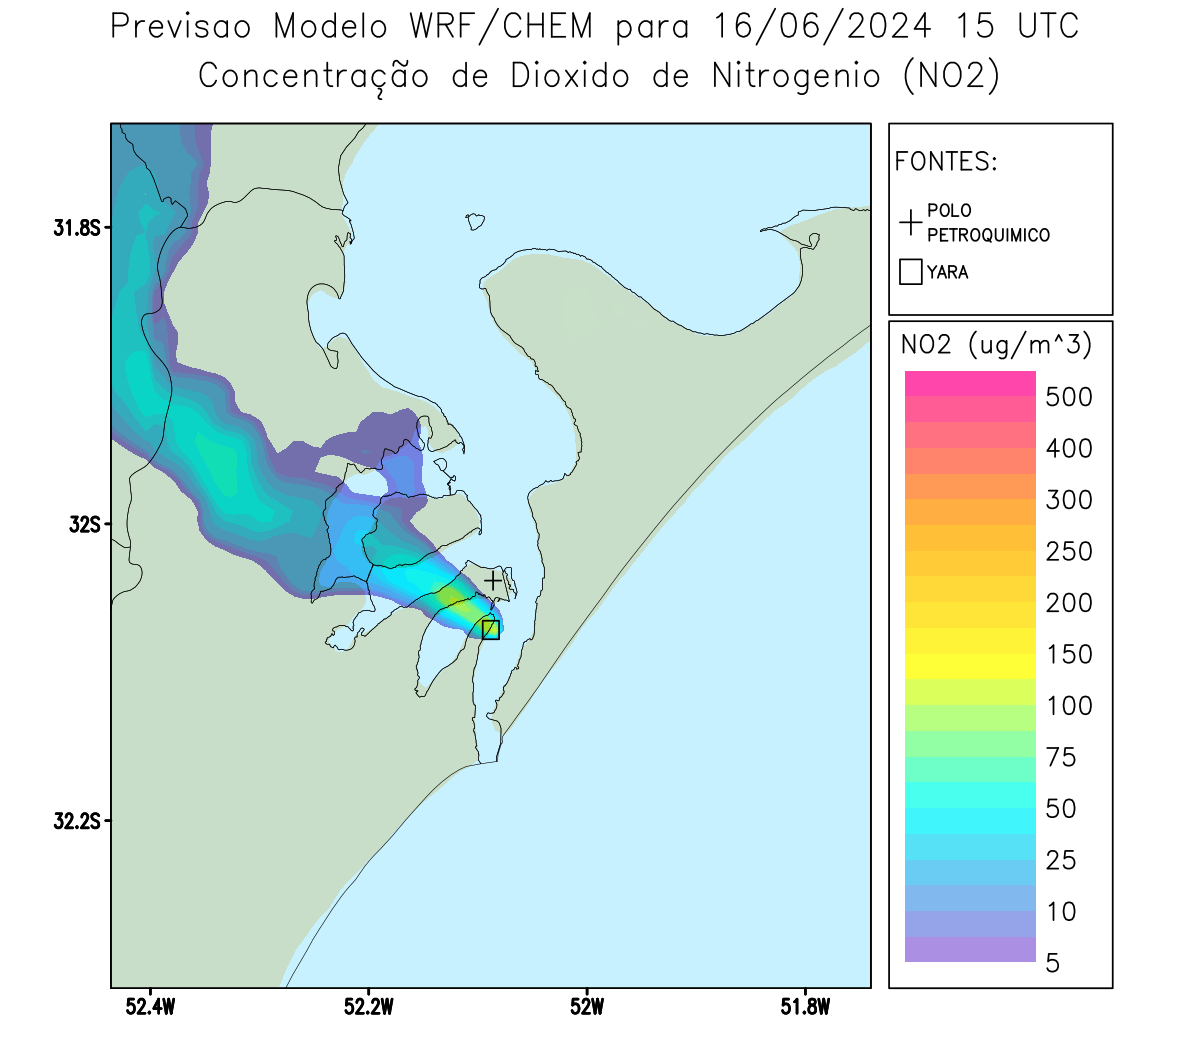 Previsao Modelo WRF/CHEM para 16/06/2024 15 UTC
Concentração de Dioxido de Nitrogenio (NO2)
FONTES:
POLO
PETROQUIMICO
YARA
NO2 (ug/m^3)
500
400
300
250
200
150
100
75
50
25
10
5
31.8S
32S
32.2S
52.4W
52.2W
52W
51.8W